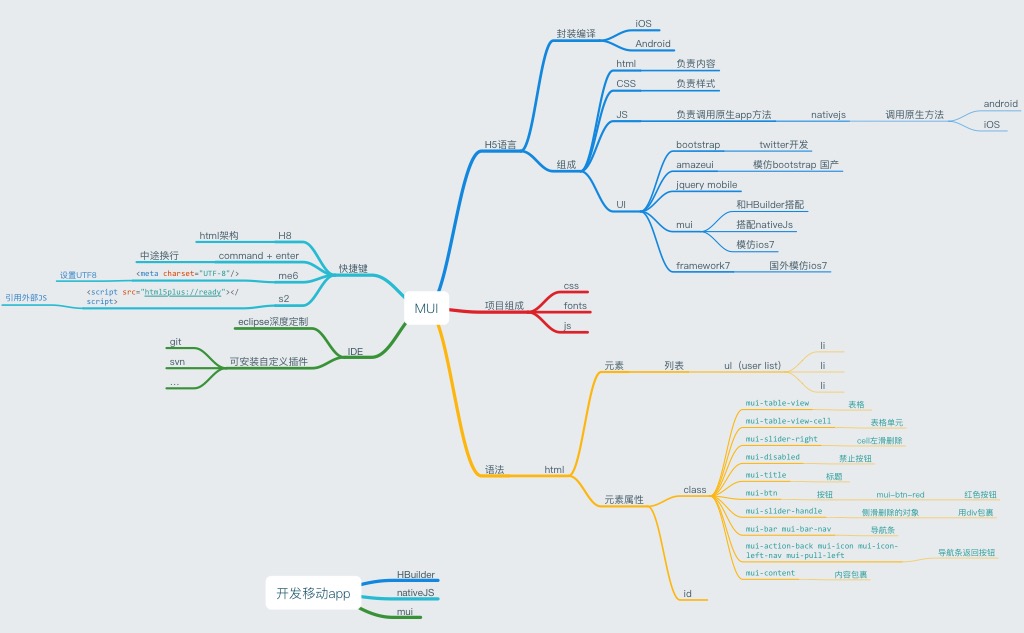 MUI
H5语言
封装编译
iOS
Android
组成
html 负责内容
CSS 负责样式
JS 负责调用原生app方法 nativejs 调用原生方法
android
iOS
UI
bootstrap twitter开发
amazeui 模仿bootstrap 国产
jquery mobile
mui
和HBuilder搭配
搭配nativeJs
模仿ios7
framework7 国外模仿ios7
项目组成
css
fonts
js
语法 html
元素 列表 ul（user list）
li
li
li
元素属性
class
mui-table-view 表格
mui-table-view-cell 表格单元
mui-slider-right cell左滑删除
mui-disabled 禁止按钮
mui-title 标题
mui-btn 按钮 mui-btn-red 红色按钮
mui-slider-handle 侧滑删除的对象 用div包裹
mui-bar mui-bar-nav 导航条
mui-action-back mui-icon mui-icon-
left-nav mui-pull-left 导航条返回按钮
mui-content 内容包裹
id
快捷键
html架构 H8
中途换行 command + enter
设置UTF8 <meta charset="UTF-8"/> me6
引用外部JS <script src="html5plus://ready"></
script> s2
IDE
eclipse深度定制
可安装自定义插件
git
svn
...
开发移动app
HBuilder
nativeJS
mui